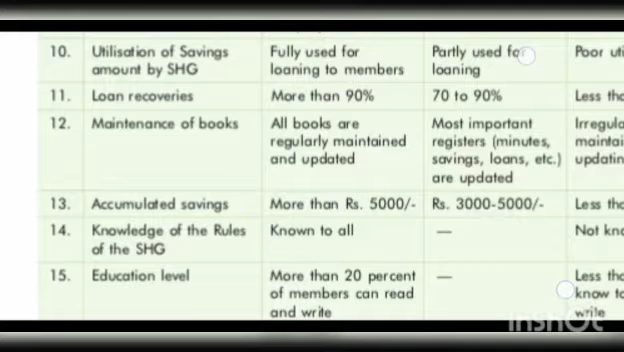 10. Utilisation of Savings Fully used for Partly used for Poor
amount by SHG loaning to members loaning
11. Loan recoveries More than 90% 70 to 90% Less
12. Maintenance of books All books are Most important
regularly maintained registers (minutes,
and updated savings, loans, etc.)
are updated
13. Accumulated savings More than Rs. 5000/- Rs. 3000-5000/- Less
14. Knowledge of the Rules Known to all — Not
of the SHG
15. Education level More than 20 percent — Less
of members can read know
and write write
InShot